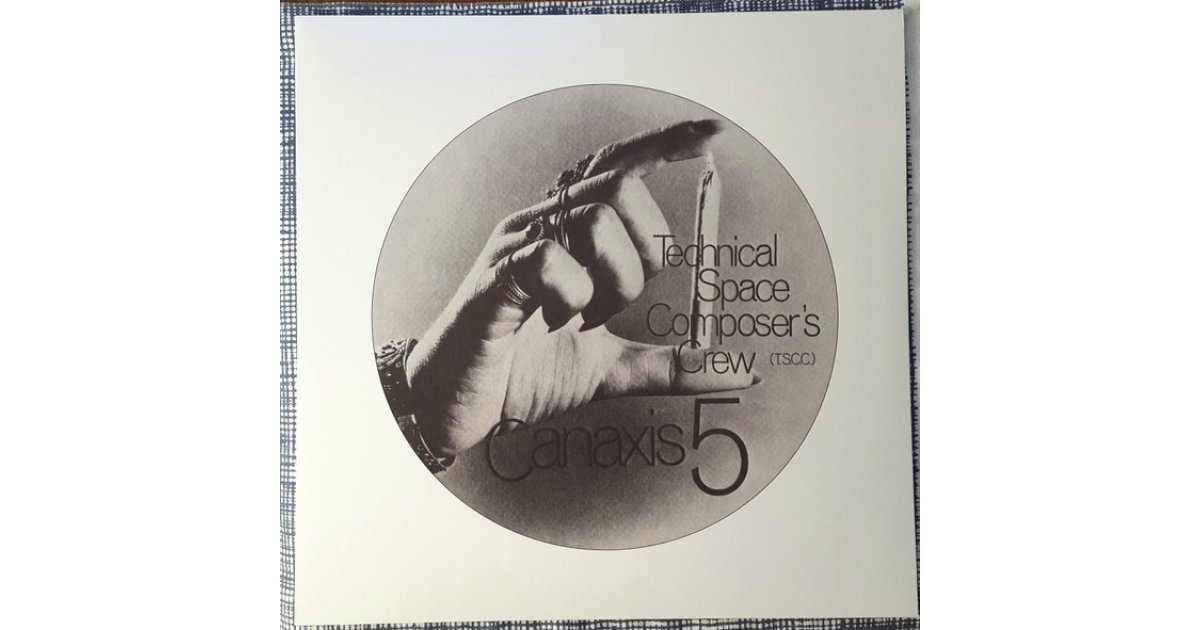 Technical
Space
Composer's
Crew (T.S.C.C.)
Canaxis 5